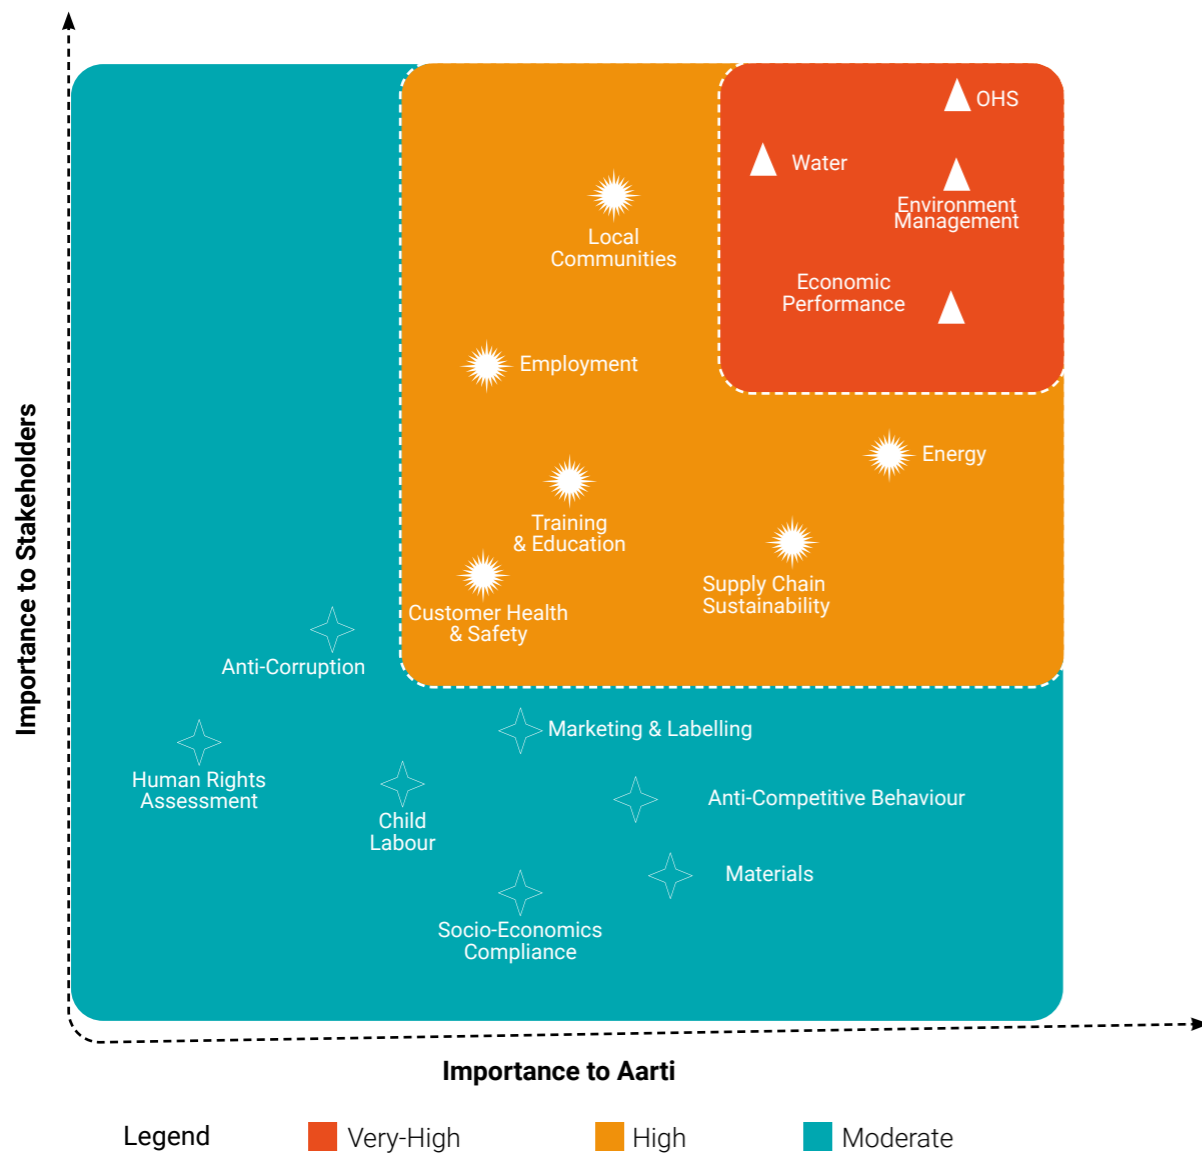 OHS
Water
Environment
Management
Local
Communities
Economic
Performance
Employment
Energy
Training
& Education
Supply Chain
Sustainability
Customer Health
& Safety
Anti-Corruption
Marketing & Labelling
Human Rights
Assessment
Anti-Competitive Behaviour
Child
Labour
Materials
Socio-Economics
Compliance
Importance to Stakeholders
Importance to Aarti
Legend
Very-High
High
Moderate